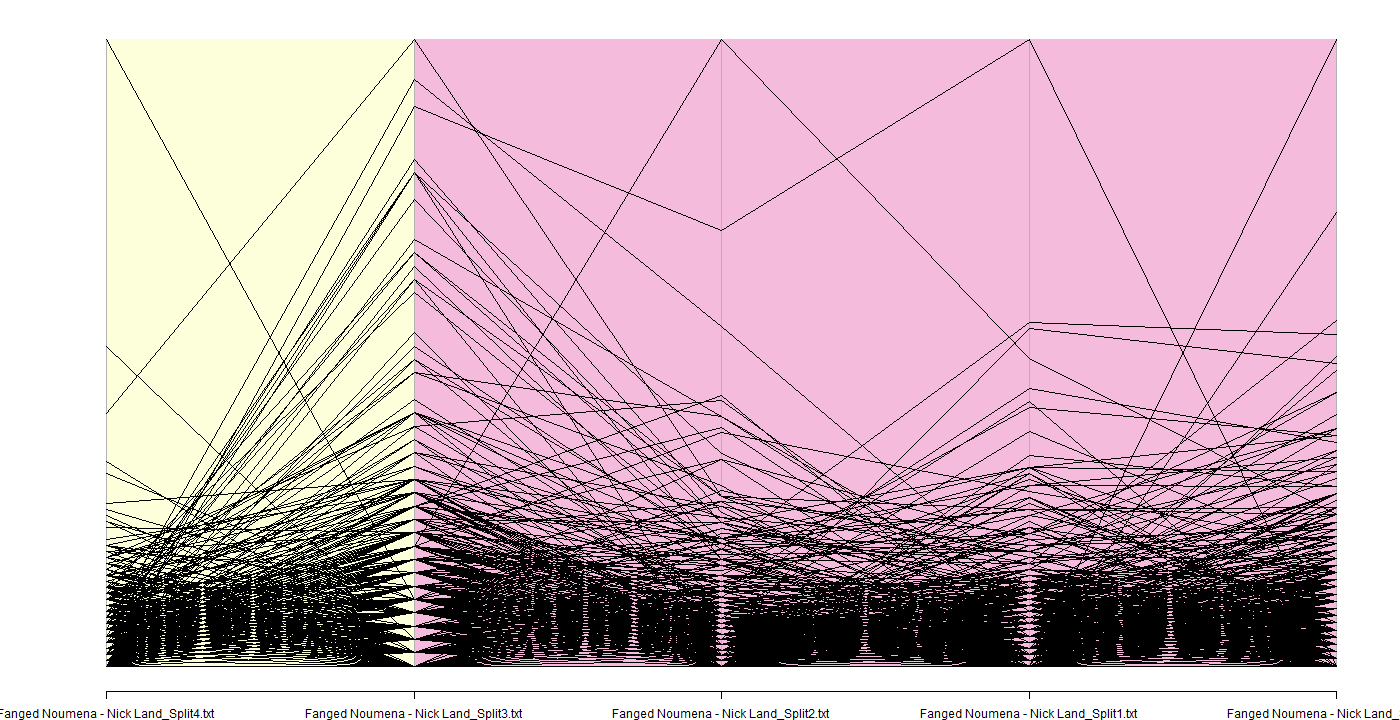 Fanged Noumena - Nick Land_Split4.txt Fanged Noumena - Nick Land_Split3.txt Fanged Noumena - Nick Land_Split2.txt Fanged Noumena - Nick Land_Split1.txt Fanged Noumena - Nick Land_